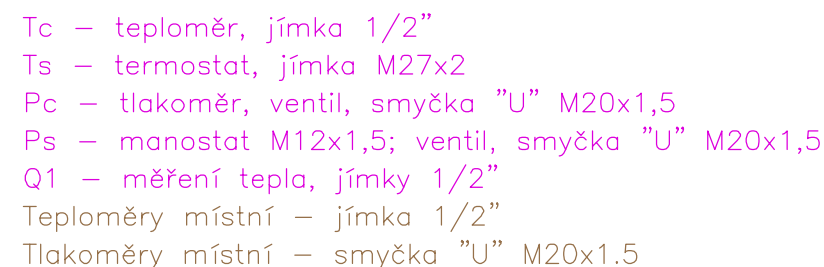 Tc – teploměr, jímka 1/2”
Ts – termostat, jímka M27x2
Pc – tlakoměr, ventil, smyčka ”U” M20x1,5
Ps – manostat M12x1,5; ventil, smyčka ”U” M20x1,5
Q1 – měření tepla, jímky 1/2”
Teploměry místní – jímka 1/2”
Tlakoměry místní – smyčka ”U” M20x1.5